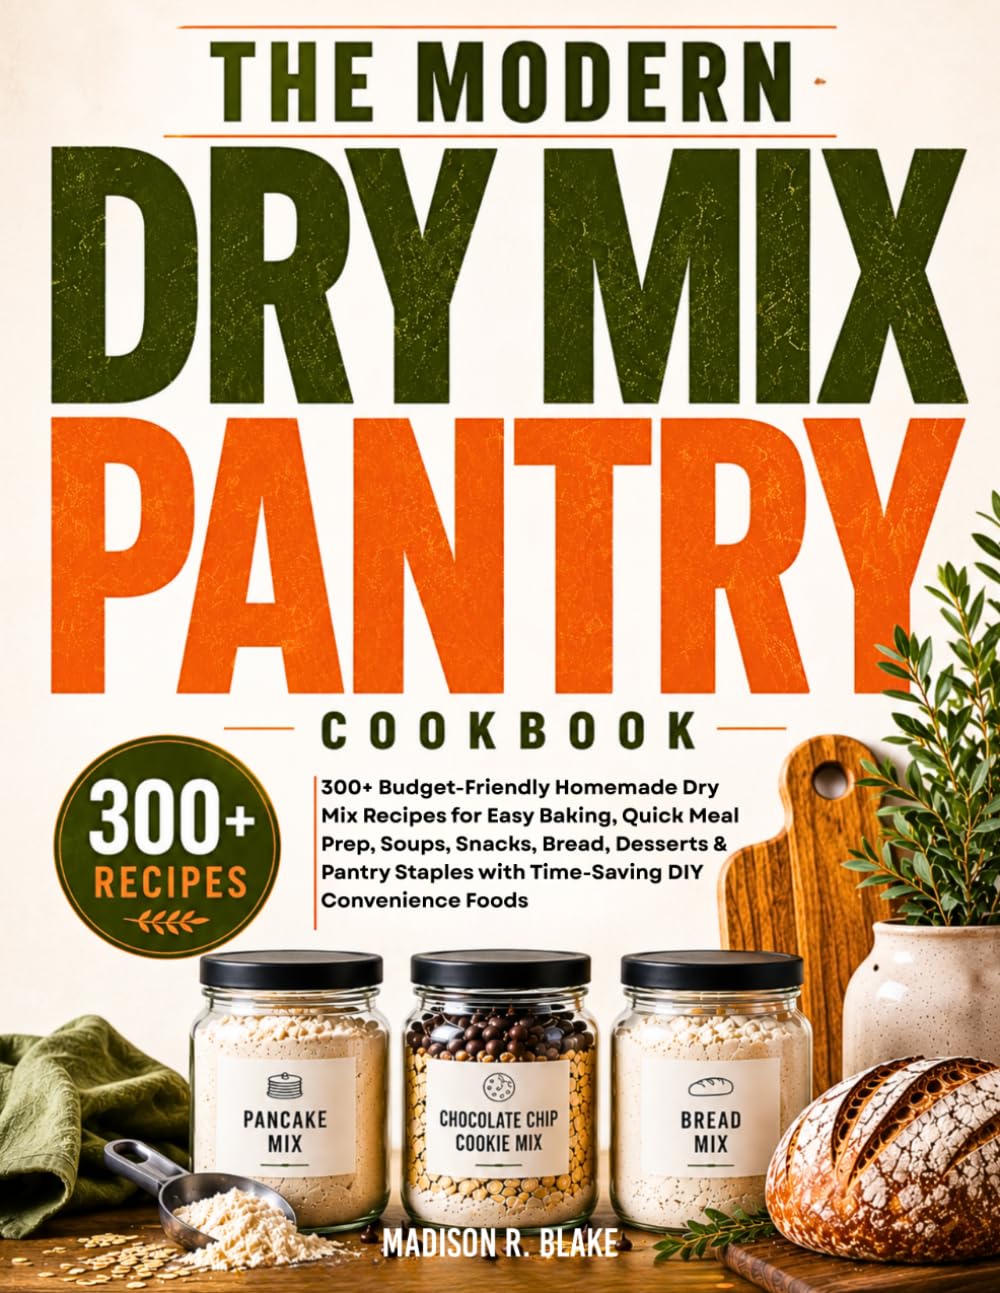 THE MODERN
DRY MIX
PANTRY
COOKBOOK
300+
RECIPES
300+ Budget-Friendly Homemade Dry
Mix Recipes for Easy Baking, Quick Meal
Prep, Soups, Snacks, Bread, Desserts &
Pantry Staples with Time-Saving DIY
Convenience Foods
PANCAKE
MIX
CHOCOLATE CHIP
COOKIE MIX
BREAD
MIX
MADISON R. BLAKE